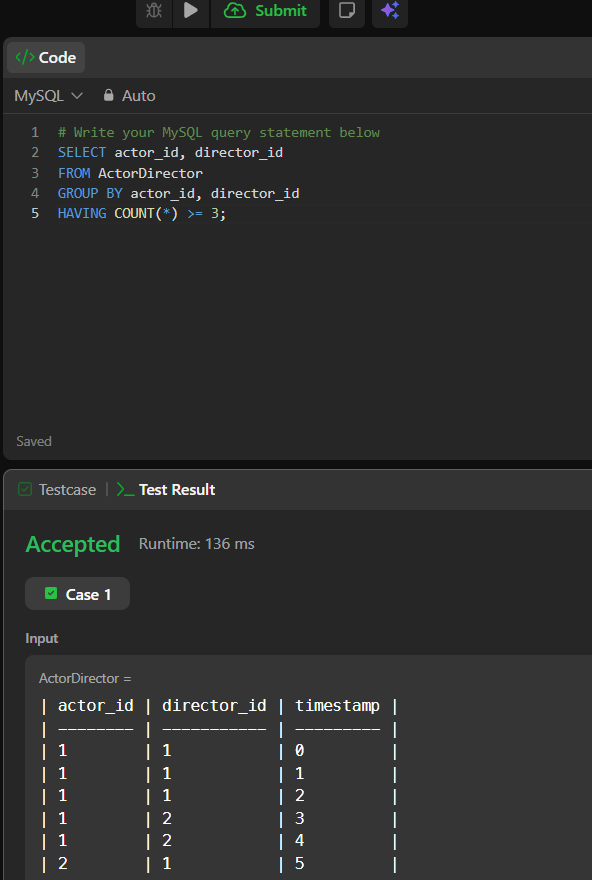 Submit
</> Code
MySQL Auto
1 # Write your MySQL query statement below
2 SELECT actor_id, director_id
3 FROM ActorDirector
4 GROUP BY actor_id, director_id
5 HAVING COUNT(*) >= 3;
Saved
Testcase | >_ Test Result
Accepted Runtime: 136 ms
Case 1
Input
ActorDirector =
| actor_id | director_id | timestamp |
| -------- | ----------- | --------- |
| 1 | 1 | 0 |
| 1 | 1 | 1 |
| 1 | 1 | 2 |
| 1 | 2 | 3 |
| 1 | 2 | 4 |
| 2 | 1 | 5 |